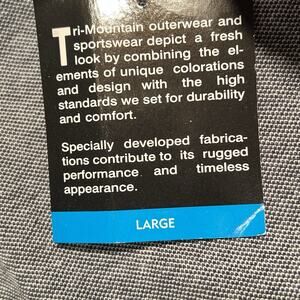 Tri-Mountain outerwear and
sportswear depict a fresh
look by combining the el-
ements of unique colorations
and design with the high
standards we set for durability
and comfort.
Specially developed fabrica-
tions contribute to its rugged
performance and timeless
appearance.
LARGE